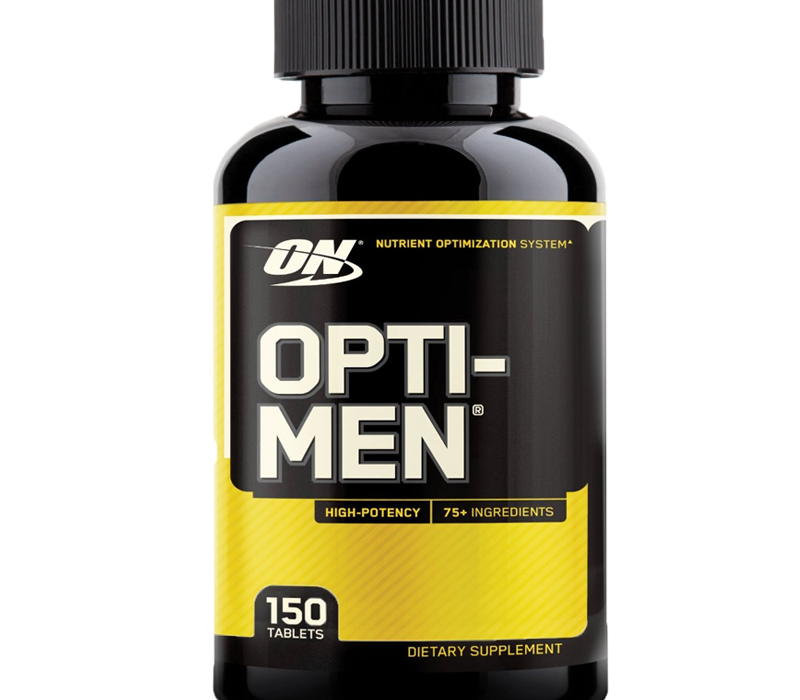 ON® NUTRIENT OPTIMIZATION SYSTEM▲
OPTI-
MEN®
HIGH-POTENCY 75+ INGREDIENTS
150
TABLETS
DIETARY SUPPLEMENT